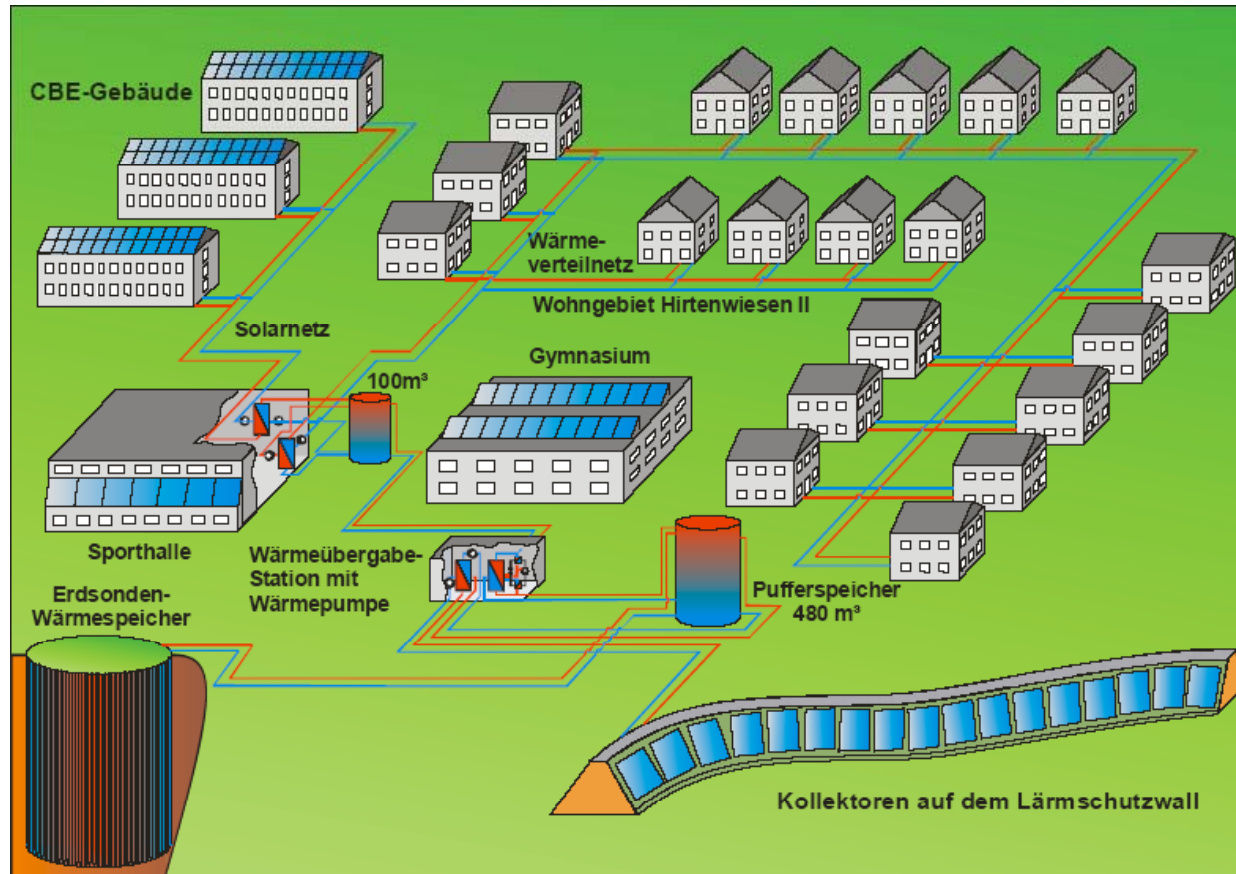 CBE-Gebäude
Wärme-
verteilnetz
Wohngebiet Hirtenwiesen II
Solarnetz
Gymnasium
100m³
Sporthalle
Wärmeübergabe-
Station mit
Wärmepumpe
Pufferspeicher
480 m³
Erdsonden-
Wärmespeicher
Kollektoren auf dem Lärmschutzwall